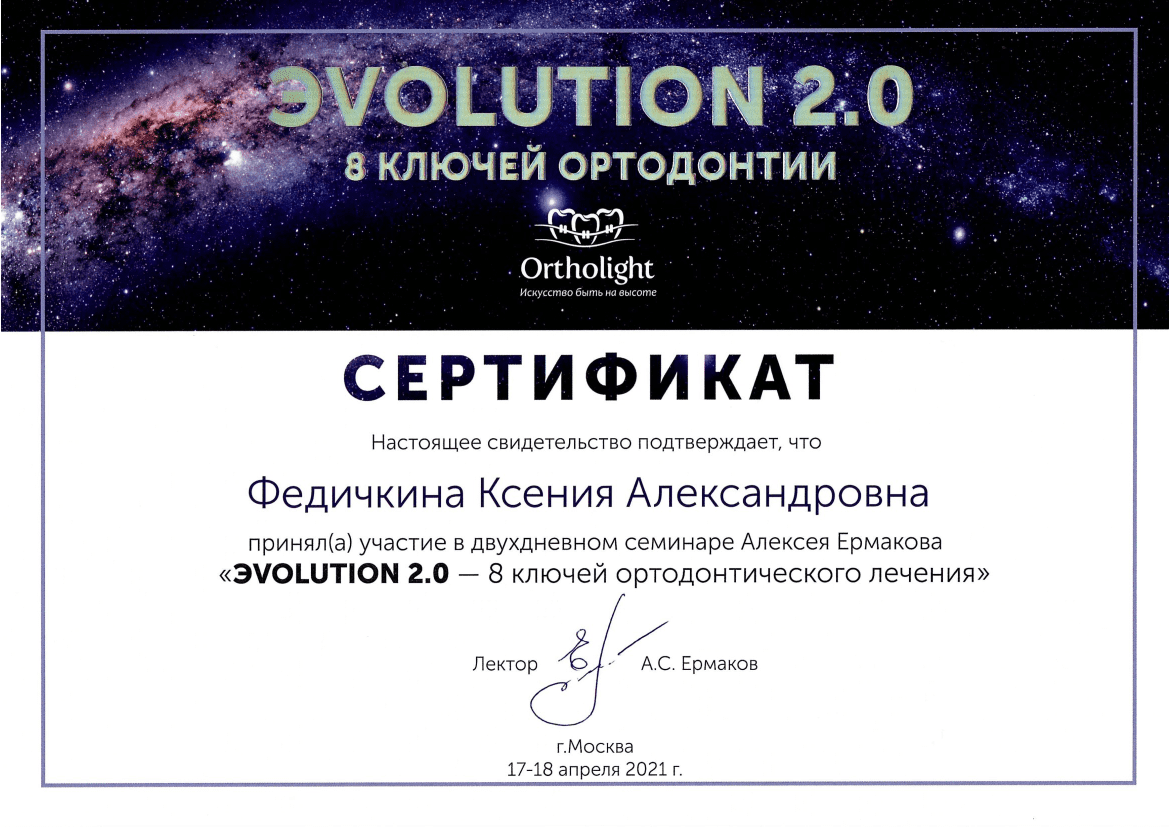 ЭVOLUTION 2.0
8 КЛЮЧЕЙ ОРТОДОНТИИ
Ortholight
Искусство быть на высоте
СЕРТИФИКАТ
Настоящее свидетельство подтверждает, что
Федичкина Ксения Александровна
принял(а) участие в двухдневном семинаре Алексея Ермакова
«ЭVOLUTION 2.0 — 8 ключей ортодонтического лечения»
Лектор А.С. Ермаков
г.Москва
17-18 апреля 2021 г.